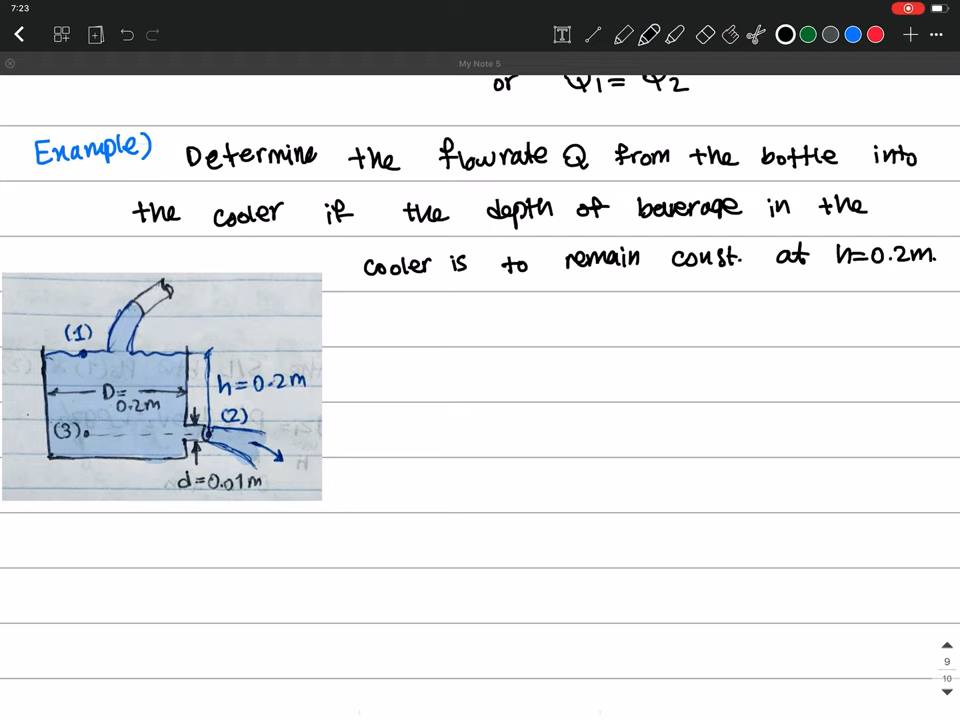 7:23
My Note 5
or Ψ1 = Ψ2
Example) Determine the flowrate Q from the bottle into
the cooler if the depth of beverage in the
cooler is to remain const. at h=0.2m.
(1)
h=0.2m
D=
0.2m
(2)
(3)
d=0.01m
9
10